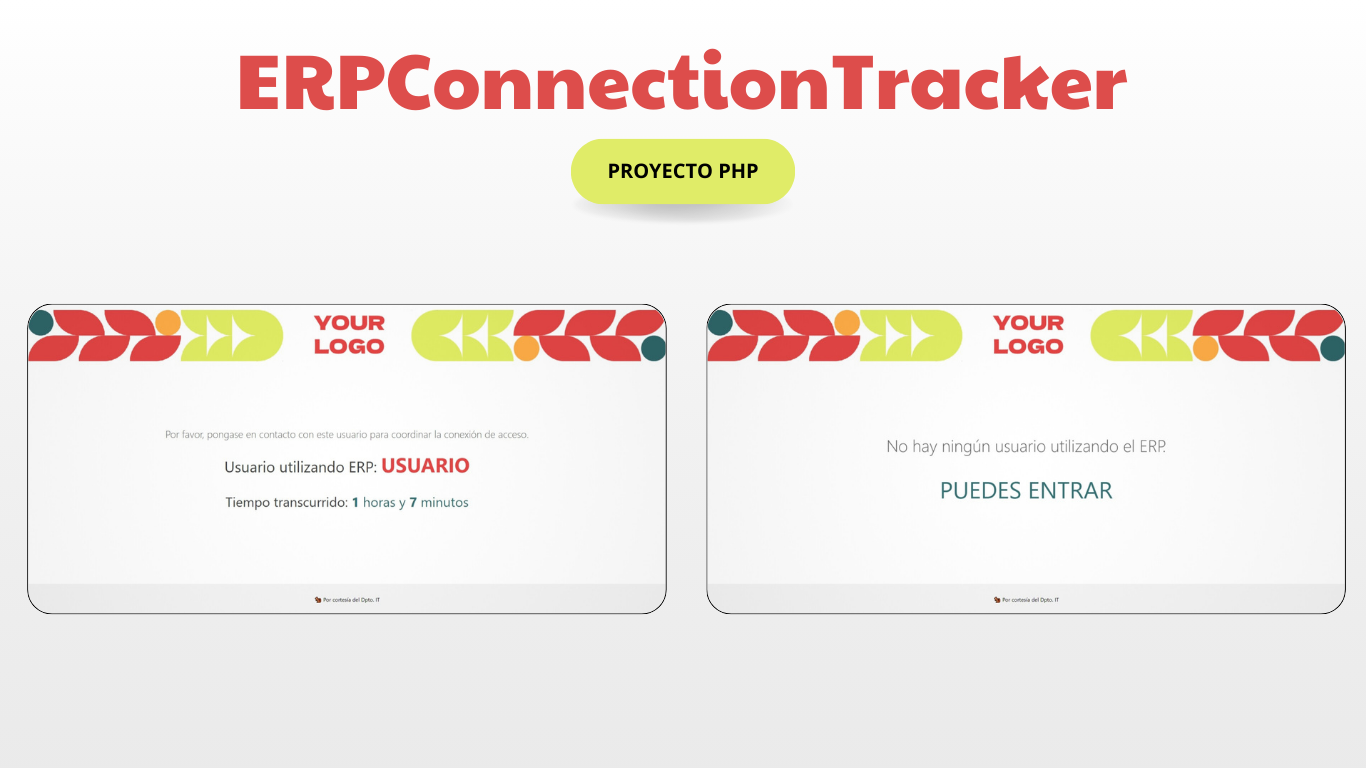 ERPConnectionTracker
PROYECTO PHP
YOUR
LOGO
Por favor, pongase en contacto con este usuario para coordinar la conexión de acceso.
Usuario utilizando ERP: USUARIO
Tiempo transcurrido: 1 horas y 7 minutos
Por cortesía del Dpto. IT
YOUR
LOGO
No hay ningún usuario utilizando el ERP.
PUEDES ENTRAR
Por cortesía del Dpto. IT